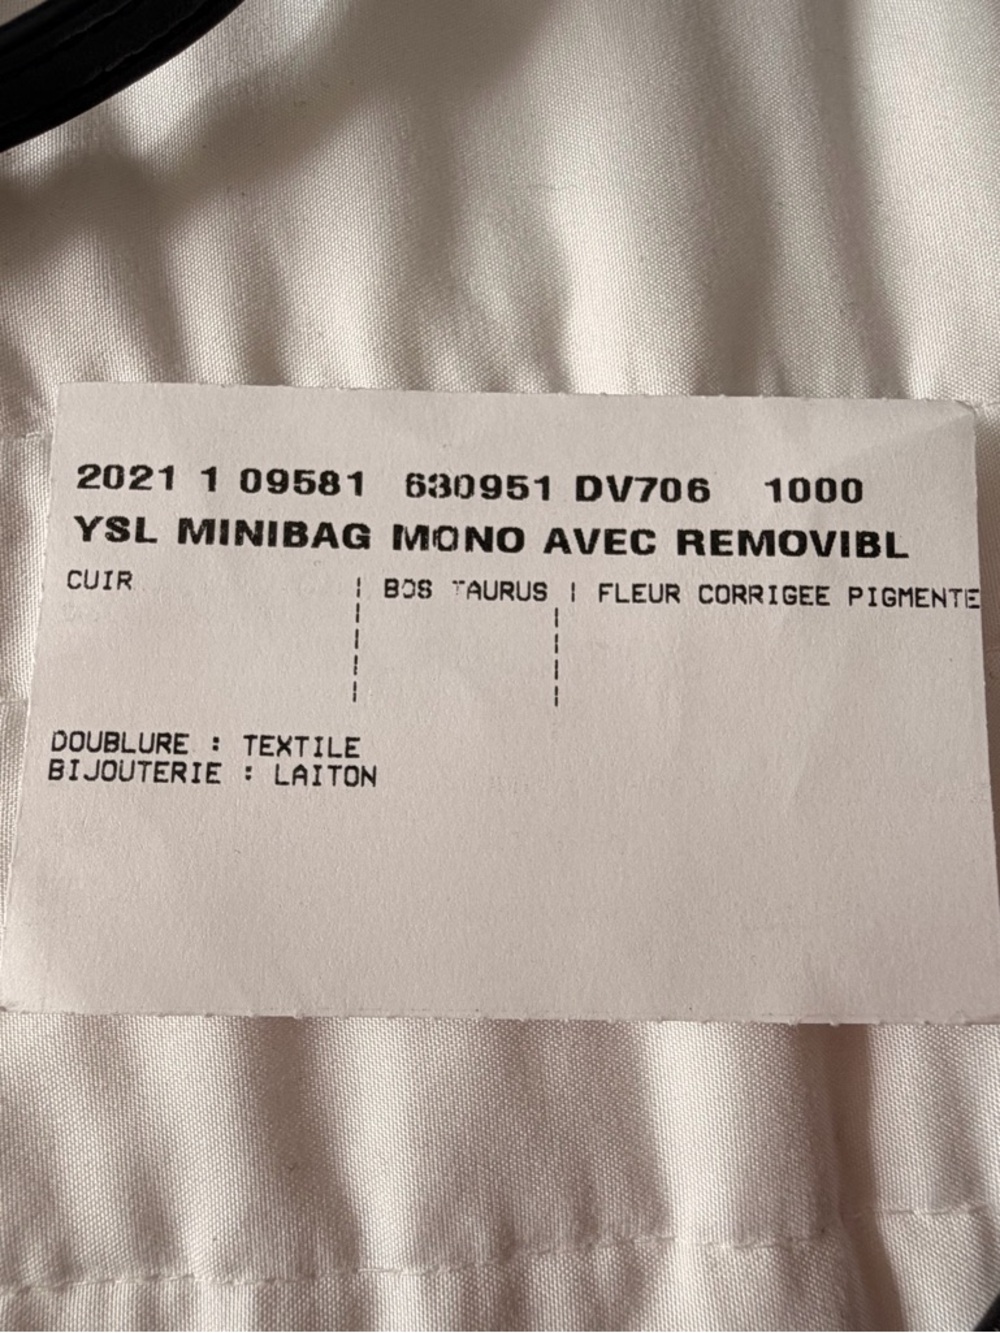 2021 1 09581 630951 DV706 1000
YSL MINIBAG MONO AVEC REMOVIBL
CUIR | BOS TAURUS | FLEUR CORRIGEE PIGMENTE
DOUBLURE : TEXTILE
BIJOUTERIE : LAITON